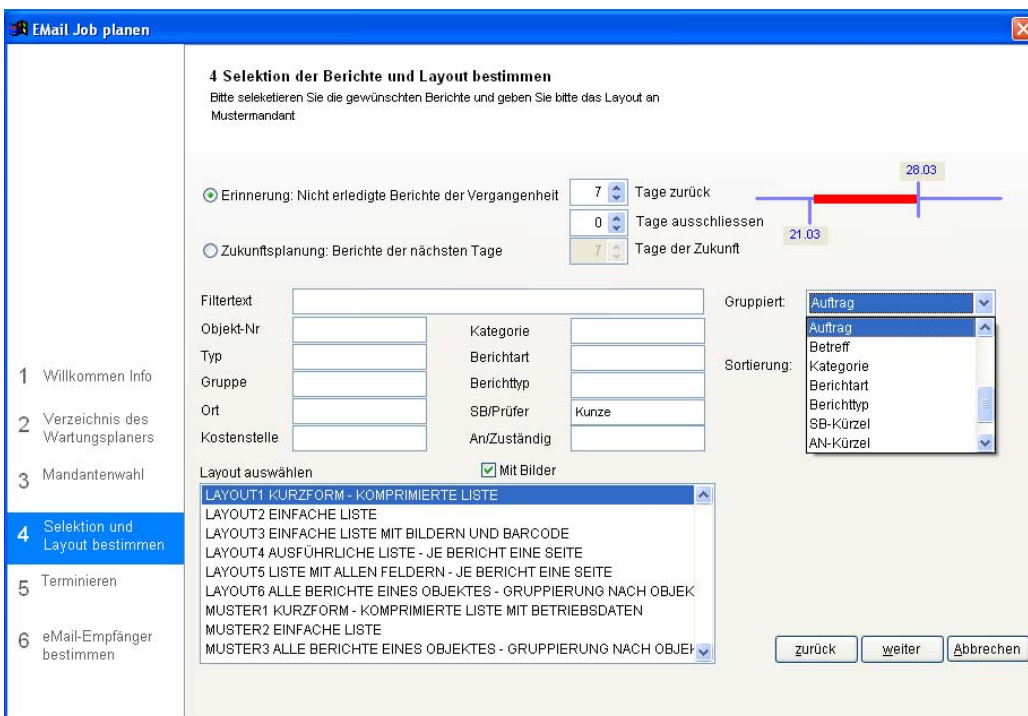 EMail Job planen
4 Selektion der Berichte und Layout bestimmen
Bitte seleketieren Sie die gewünschten Berichte und geben Sie bitte das Layout an
Mustermandant
Erinnerung: Nicht erledigte Berichte der Vergangenheit 7 Tage zurück
0 Tage ausschliessen
Zukunftsplanung: Berichte der nächsten Tage 7 Tage der Zukunft
28.03
21.03
Filtertext
Objekt-Nr
Typ
Gruppe
Ort
Kostenstelle
Kategorie
Berichtart
Berichttyp
SB/Prüfer Kunze
An/Zuständig
Gruppiert: Auftrag
Auftrag
Betreff
Kategorie
Berichtart
Berichttyp
SB-Kürzel
AN-Kürzel
Sortierung:
Layout auswählen
Mit Bilder
LAYOUT1 KURZFORM - KOMPRIMIERTE LISTE
LAYOUT2 EINFACHE LISTE
LAYOUT3 EINFACHE LISTE MIT BILDERN UND BARCODE
LAYOUT4 AUSFÜHRLICHE LISTE - JE BERICHT EINE SEITE
LAYOUT5 LISTE MIT ALLEN FELDERN - JE BERICHT EINE SEITE
LAYOUT6 ALLE BERICHTE EINES OBJEKTES - GRUPPIERUNG NACH OBJEK
MUSTER1 KURZFORM - KOMPRIMIERTE LISTE MIT BETRIEBSDATEN
MUSTER2 EINFACHE LISTE
MUSTER3 ALLE BERICHTE EINES OBJEKTES - GRUPPIERUNG NACH OBJEK
1 Willkommen Info
2 Verzeichnis des
Wartungsplaners
3 Mandantenwahl
4 Selektion und
Layout bestimmen
5 Terminieren
6 eMail-Empfänger
bestimmen
zurück
weiter
Abbrechen